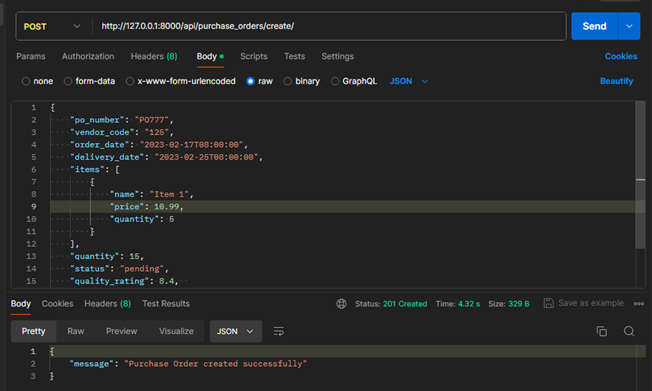 POST http://127.0.0.1:8000/api/purchase_orders/create/ Send
Params Authorization Headers (8) Body Scripts Tests Settings Cookies
none form-data x-www-form-urlencoded raw binary GraphQL JSON Beautify
1 {
2 "po_number": "PO777",
3 "vendor_code": "125",
4 "order_date": "2023-02-17T08:00:00",
5 "delivery_date": "2023-02-25T08:00:00",
6 "items": [
7 {
8 "name": "Item 1",
9 "price": 10.99,
10 "quantity": 5
11 }
12 ],
13 "quantity": 15,
14 "status": "pending",
15 "quality_rating": 8.4,
Body Cookies Headers (8) Test Results Status: 201 Created Time: 4.32 s Size: 329 B Save as example
Pretty Raw Preview Visualize JSON
1 {
2 "message": "Purchase Order created successfully"
3 }